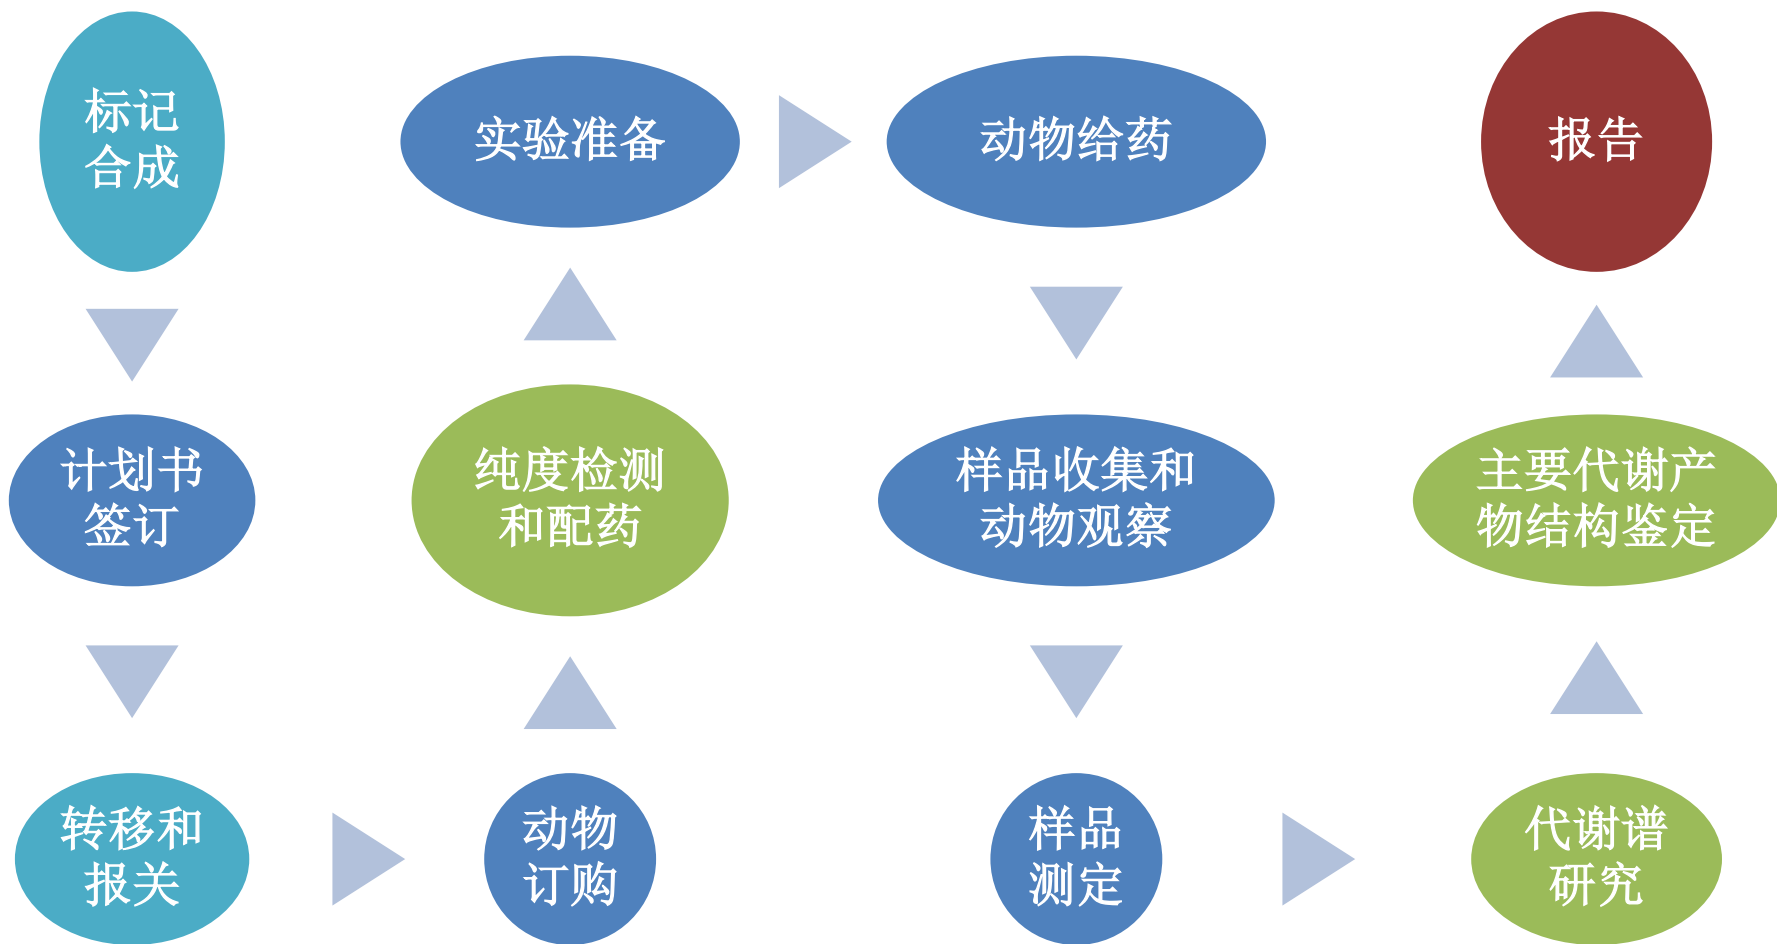 标记
合成
计划书
签订
转移和
报关
动物
订购
纯度检测
和配药
实验准备
动物给药
样品收集和
动物观察
样品
测定
代谢谱
研究
主要代谢产
物结构鉴定
报告